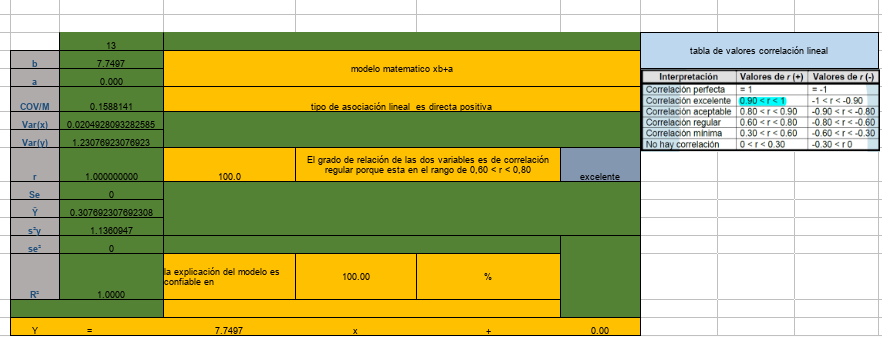 13
b 7.7497
a 0.000
modelo matematico xb+a
COV/M 0.1588141 tipo de asociación lineal es directa positiva
Var(x) 0.0204928093282585
Var(y) 1.23076923076923
r 1.000000000 100.0
El grado de relación de las dos variables es de correlación
regular porque esta en el rango de 0,60 < r < 0,80
excelente
Se 0
Ȳ 0.307692307692308
s²y 1.1360947
se² 0
la explicación del modelo es
confiable en
100.00 %
R² 1.0000
Y = 7.7497 x + 0.00
tabla de valores correlación lineal
Interpretación Valores de r (+) Valores de r (-)
Correlación perfecta = 1 = -1
Correlación excelente 0.90 < r < 1 -1 < r < -0.90
Correlación aceptable 0.80 < r < 0.90 -0.90 < r < -0.80
Correlación regular 0.60 < r < 0.80 -0.80 < r < -0.60
Correlación mínima 0.30 < r < 0.60 -0.60 < r < -0.30
No hay correlación 0 < r < 0.30 -0.30 < r 0